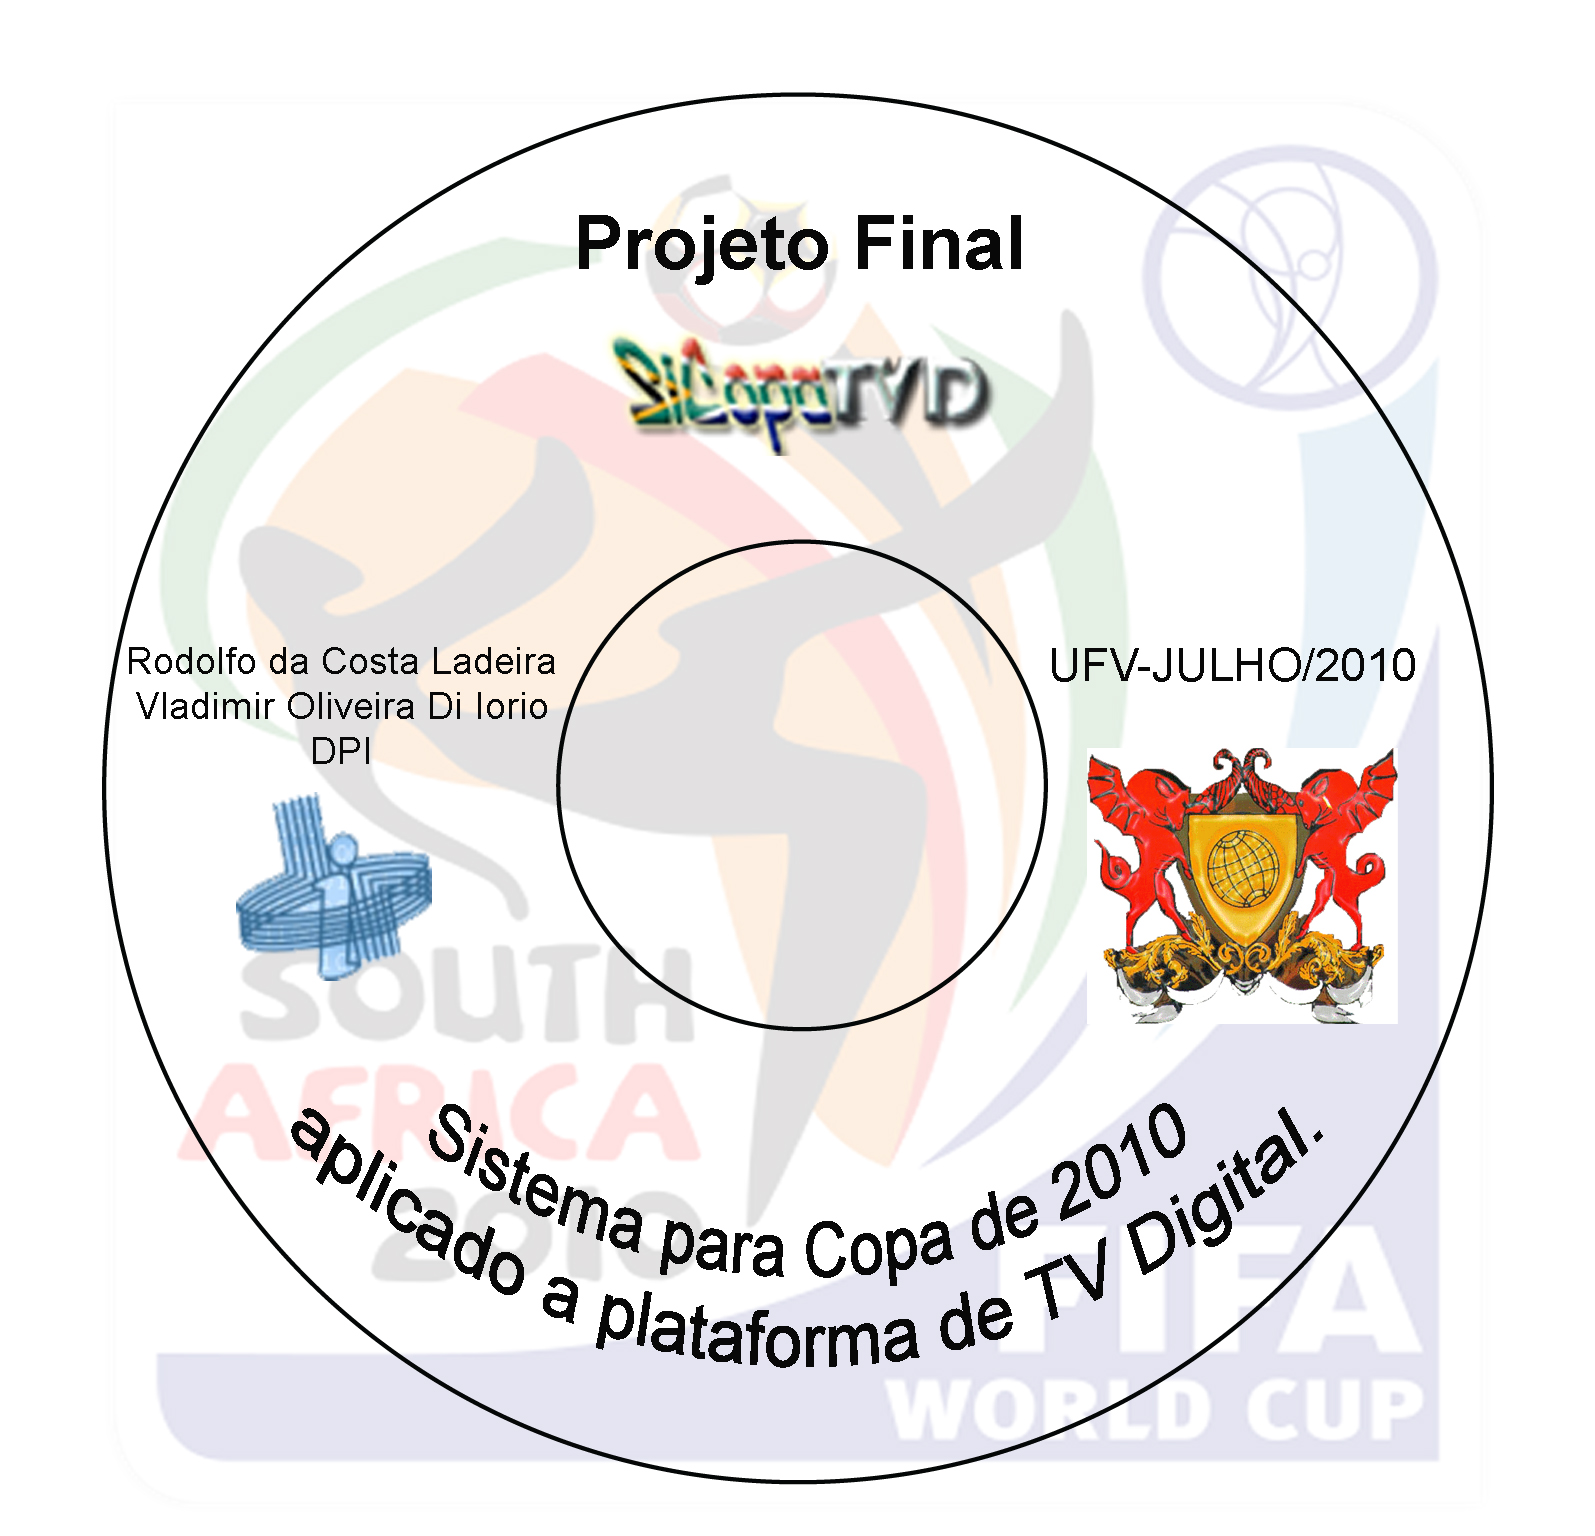 Projeto Final
SiCopaTVD
Rodolfo da Costa Ladeira
Vladimir Oliveira Di Iorio
DPI
UFV-JULHO/2010
SOUTH
AFRICA
2010
Sistema para Copa de 2010
aplicado a plataforma de TV Digital.
FIFA
WORLD CUP